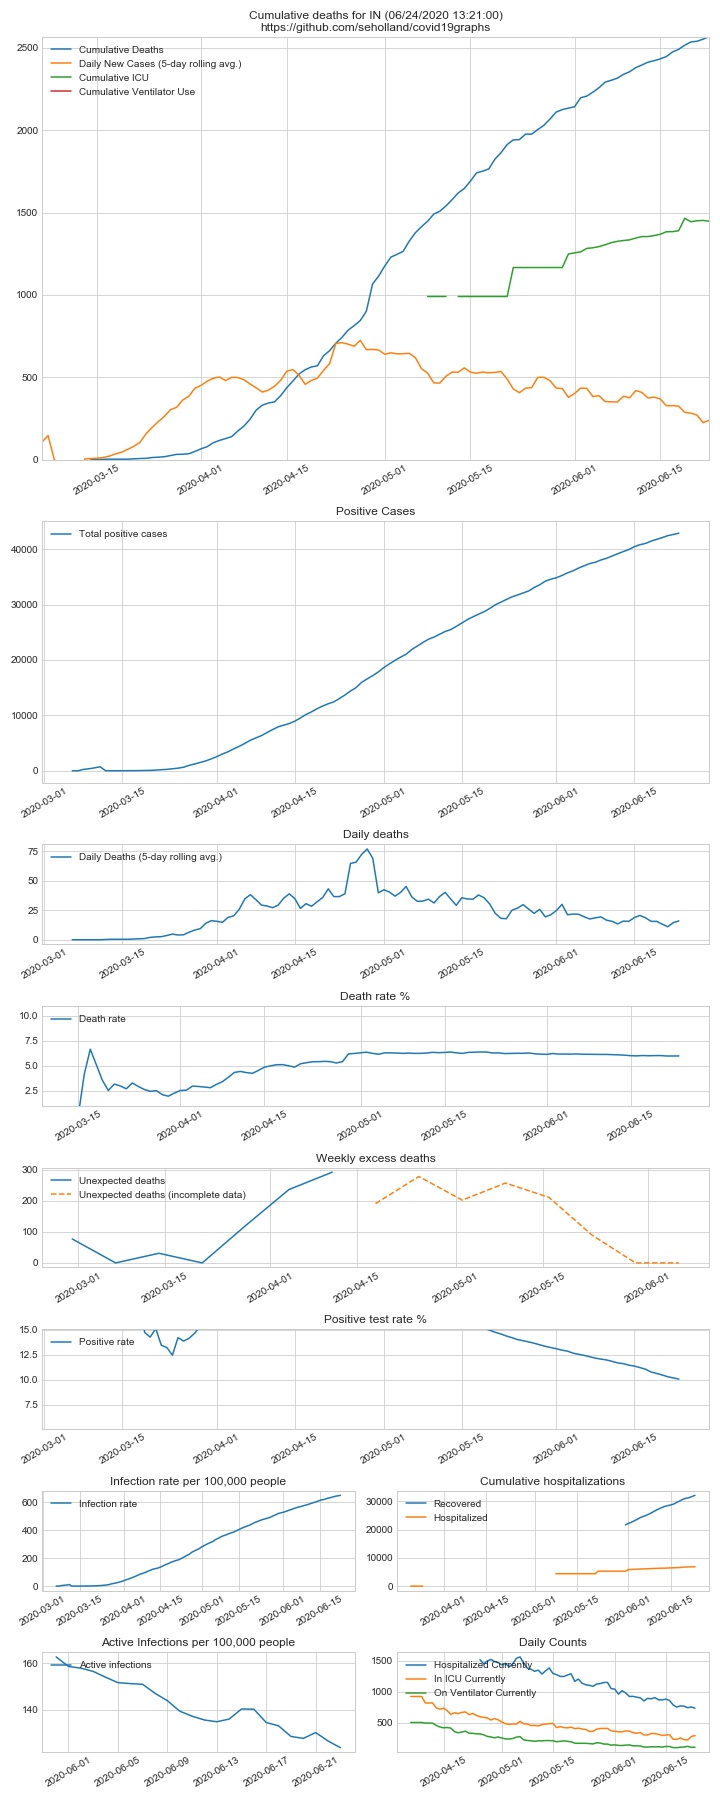 Cumulative deaths for IN (06/24/2020 13:21:00)
https://github.com/seholland/covid19graphs
Cumulative Deaths
Daily New Cases (5-day rolling avg.)
Cumulative ICU
Cumulative Ventilator Use
2500
2000
1500
1000
500
0
2020-03-15 2020-04-01 2020-04-15 2020-05-01 2020-05-15 2020-06-01 2020-06-15
Positive Cases
Total positive cases
40000
30000
20000
10000
0
2020-03-01 2020-03-15 2020-04-01 2020-04-15 2020-05-01 2020-05-15 2020-06-01 2020-06-15
Daily deaths
Daily Deaths (5-day rolling avg.)
75
50
25
0
2020-03-01 2020-03-15 2020-04-01 2020-04-15 2020-05-01 2020-05-15 2020-06-01 2020-06-15
Death rate %
Death rate
10.0
7.5
5.0
2.5
2020-03-15 2020-04-01 2020-04-15 2020-05-01 2020-05-15 2020-06-01 2020-06-15
Weekly excess deaths
Unexpected deaths
Unexpected deaths (incomplete data)
300
200
100
0
2020-03-01 2020-03-15 2020-04-01 2020-04-15 2020-05-01 2020-05-15 2020-06-01
Positive test rate %
Positive rate
15.0
12.5
10.0
7.5
2020-03-01 2020-03-15 2020-04-01 2020-04-15 2020-05-01 2020-05-15 2020-06-01 2020-06-15
Infection rate per 100,000 people
Infection rate
600
400
200
0
2020-03-01 2020-03-15 2020-04-01 2020-04-15 2020-05-01 2020-05-15 2020-06-01 2020-06-15
Cumulative hospitalizations
Recovered
Hospitalized
30000
20000
10000
0
2020-04-01 2020-04-15 2020-05-01 2020-05-15 2020-06-01 2020-06-15
Active Infections per 100,000 people
Active infections
160
140
2020-06-01 2020-06-05 2020-06-09 2020-06-13 2020-06-17 2020-06-21
Daily Counts
Hospitalized Currently
In ICU Currently
On Ventilator Currently
1500
1000
500
2020-04-15 2020-05-01 2020-05-15 2020-06-01 2020-06-15